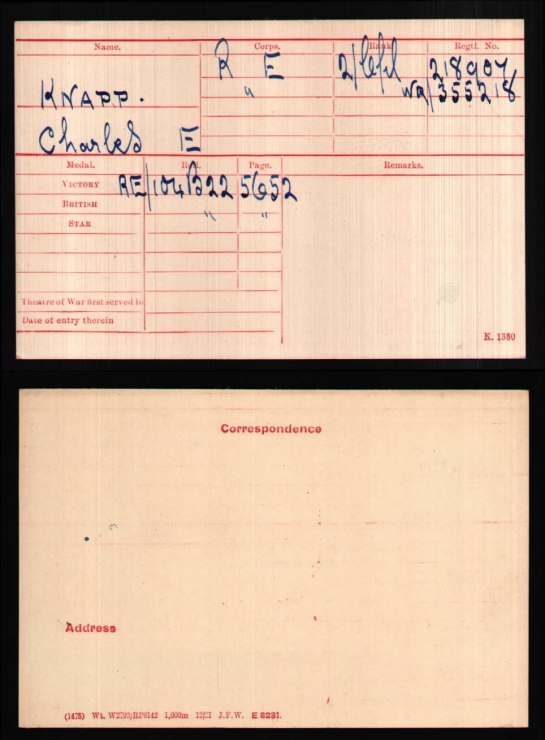 Name. Corps. Rank. Regtl. No.
R E 2/Cpl 218907
KNAPP. " WR/355218
Charles E
Medal. Roll. Page. Remarks.
VICTORY RE/104B22 5652
BRITISH " "
STAR
Theatre of War first served in
Date of entry therein
K. 1380
Correspondence
Address
(1475) Wt. W2793/RP8142 1,000m 12/21 J.F.W. E 8281.